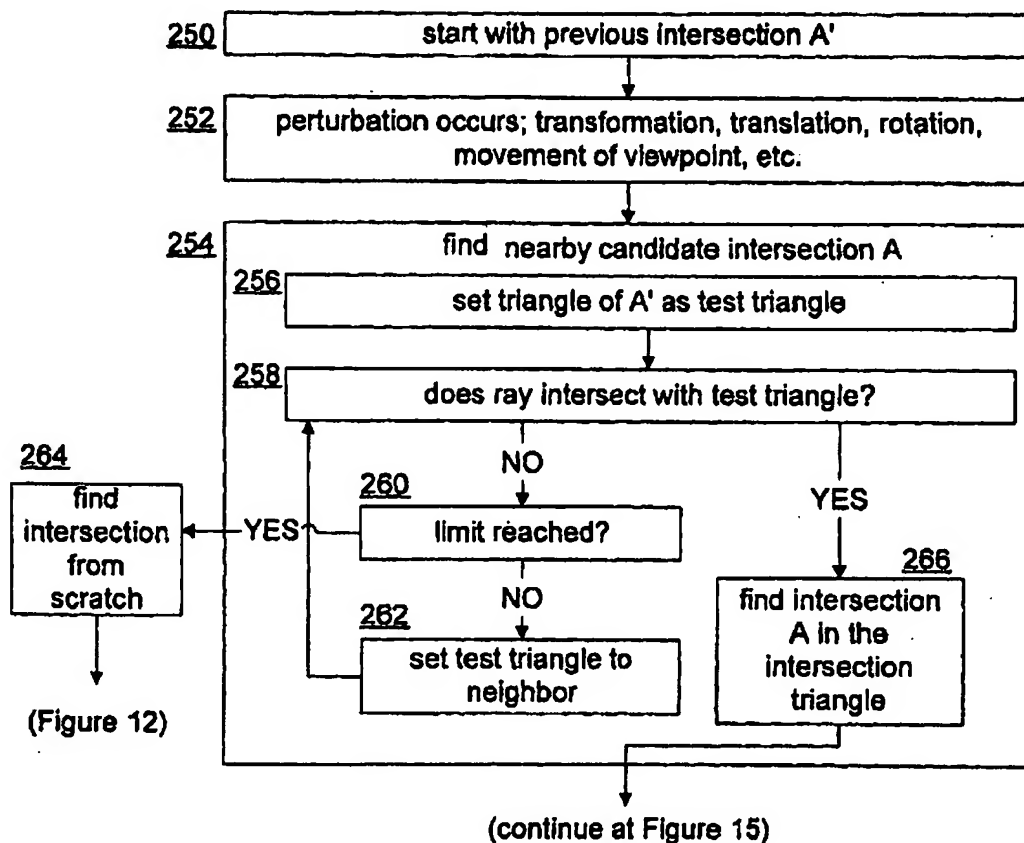 250
start with previous intersection A'
252
perturbation occurs; transformation, translation, rotation,
movement of viewpoint, etc.
254
find nearby candidate intersection A
256
set triangle of A' as test triangle
258
does ray intersect with test triangle?
264
find
intersection
from
scratch
(Figure 12)
NO
YES
260
limit reached?
YES
NO
262
set test triangle to
neighbor
266
find intersection
A in the
intersection
triangle
(continue at Figure 15)